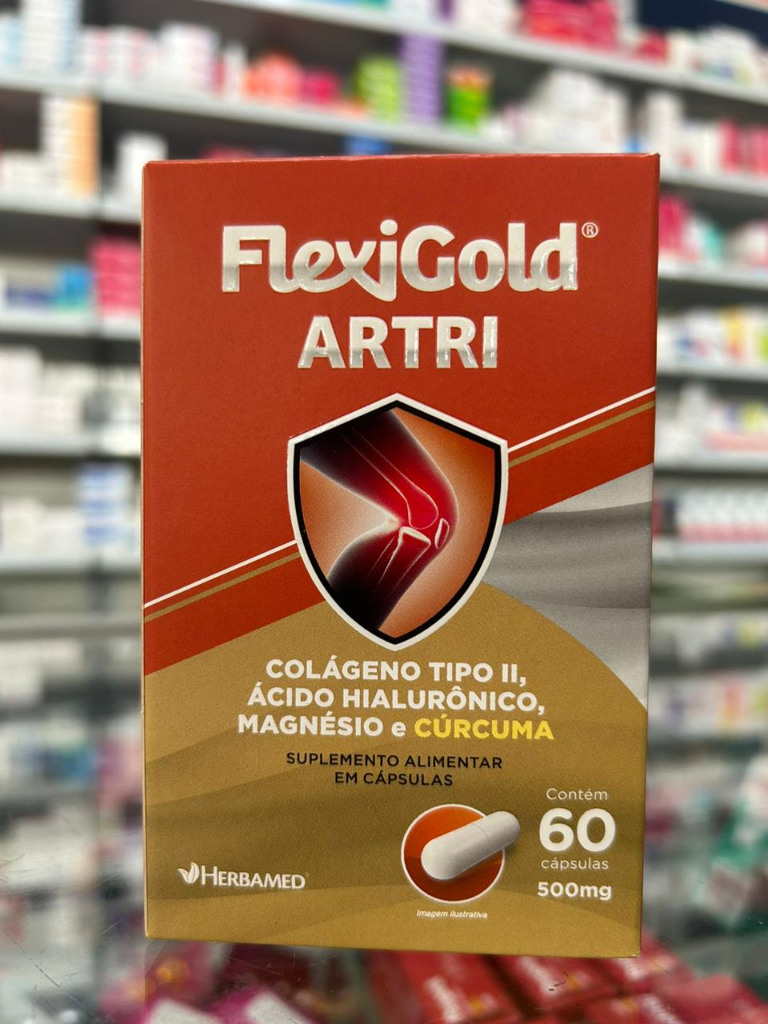 FlexiGold®
ARTRI
COLÁGENO TIPO II,
ÁCIDO HIALURÔNICO,
MAGNÉSIO e CÚRCUMA
SUPLEMENTO ALIMENTAR
EM CÁPSULAS
Contém
60
cápsulas
500mg
HERBAMED
Imagem ilustrativa